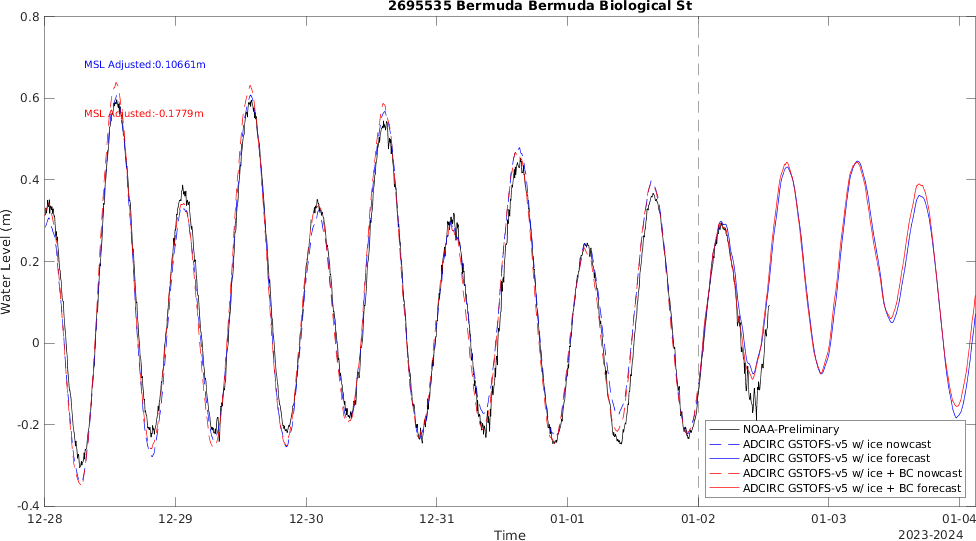 2695535 Bermuda Bermuda Biological St
Water Level (m)
0.8
0.6
0.4
0.2
0
-0.2
-0.4
MSL Adjusted:0.10661m
MSL Adjusted:-0.1779m
NOAA-Preliminary
ADCIRC GSTOFS-v5 w/ ice nowcast
ADCIRC GSTOFS-v5 w/ ice forecast
ADCIRC GSTOFS-v5 w/ ice + BC nowcast
ADCIRC GSTOFS-v5 w/ ice + BC forecast
12-28 12-29 12-30 12-31 01-01 01-02 01-03 01-04
Time
2023-2024